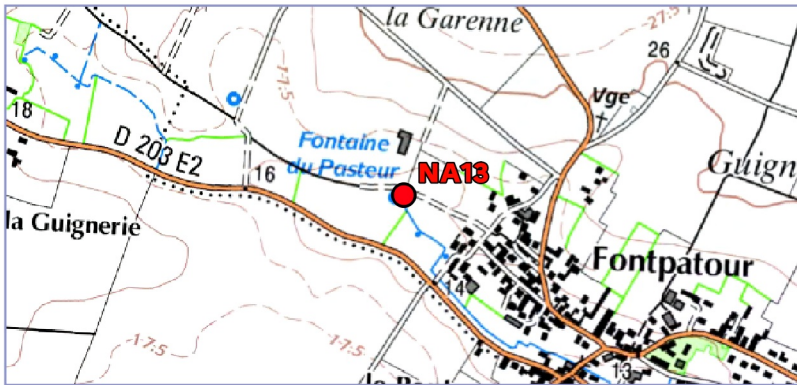 la Garenne
27.5
26
17.5
Vge
18
Fontaine
du Pasteur
D 203 E2
NA13
16
Guign
la Guignerie
Fontpatour
14
17.5
17.5
13